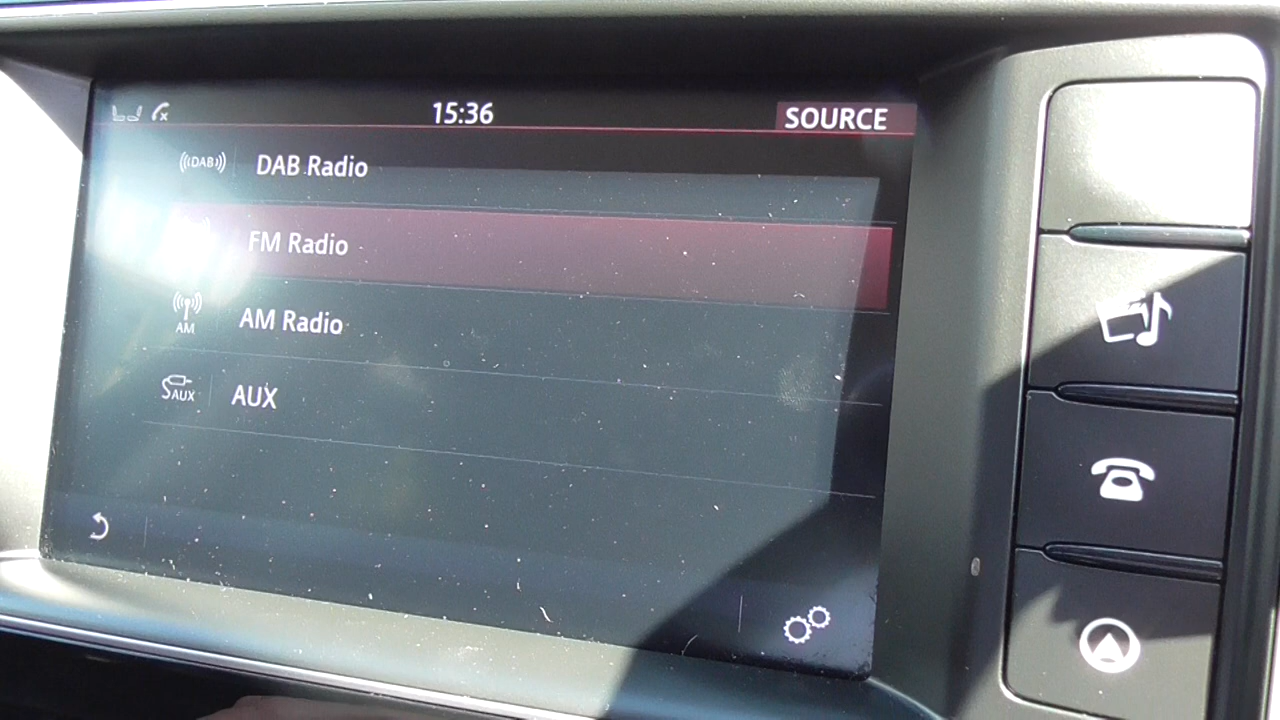 15:36
SOURCE
DAB DAB Radio
FM Radio
AM AM Radio
AUX AUX